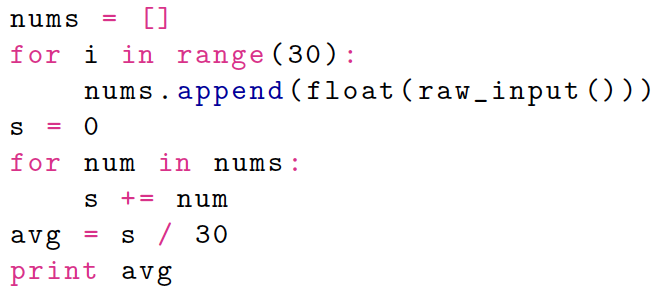 nums = []
for i in range(30):
    nums.append(float(raw_input()))
s = 0
for num in nums:
    s += num
avg = s / 30
print avg